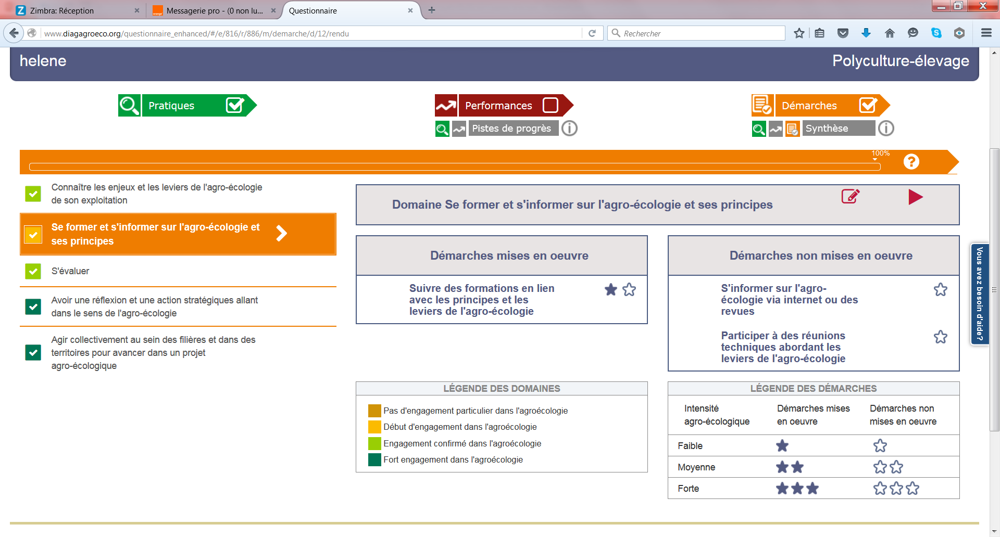 Zimbra: Réception
Messagerie pro - (0 non lu...
Questionnaire
www.diagagroeco.org/questionnaire_enhanced/#/e/816/r/886/m/demarche/d/12/rendu
Rechercher
helene
Polyculture-élevage
Pratiques
Performances
Démarches
Pistes de progrès
Synthèse
100%
Connaître les enjeux et les leviers de l'agro-écologie
de son exploitation
Se former et s'informer sur l'agro-écologie et
ses principes
S'évaluer
Avoir une réflexion et une action stratégiques allant
dans le sens de l'agro-écologie
Agir collectivement au sein des filières et dans des
territoires pour avancer dans un projet
agro-écologique
Domaine Se former et s'informer sur l'agro-écologie et ses principes
Démarches mises en oeuvre
Suivre des formations en lien
avec les principes et les
leviers de l'agro-écologie
Démarches non mises en oeuvre
S'informer sur l'agro-
écologie via internet ou des
revues
Participer à des réunions
techniques abordant les
leviers de l'agro-écologie
Vous avez besoin d'aide?
LÉGENDE DES DOMAINES
Pas d'engagement particulier dans l'agroécologie
Début d'engagement dans l'agroécologie
Engagement confirmé dans l'agroécologie
Fort engagement dans l'agroécologie
LÉGENDE DES DÉMARCHES
Intensité
agro-écologique
Démarches mises
en oeuvre
Démarches non
mises en oeuvre
Faible
Moyenne
Forte